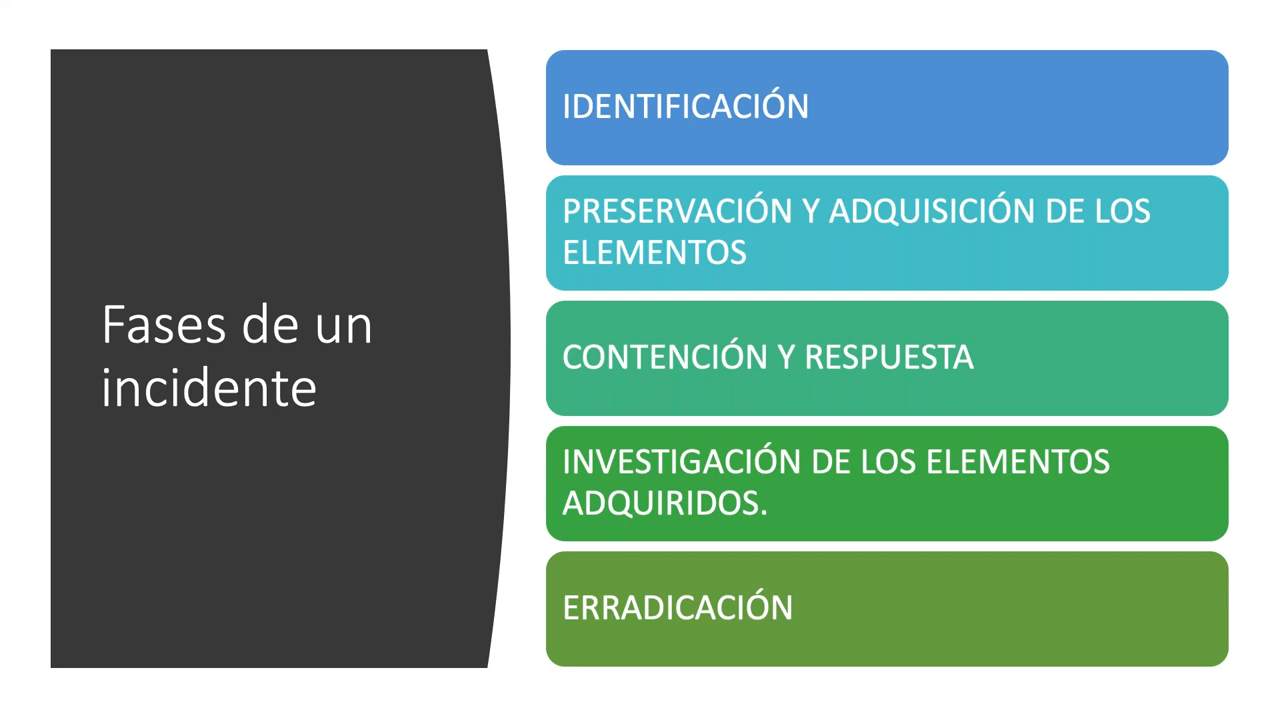 Fases de un
incidente
IDENTIFICACIÓN
PRESERVACIÓN Y ADQUISICIÓN DE LOS
ELEMENTOS
CONTENCIÓN Y RESPUESTA
INVESTIGACIÓN DE LOS ELEMENTOS
ADQUIRIDOS.
ERRADICACIÓN